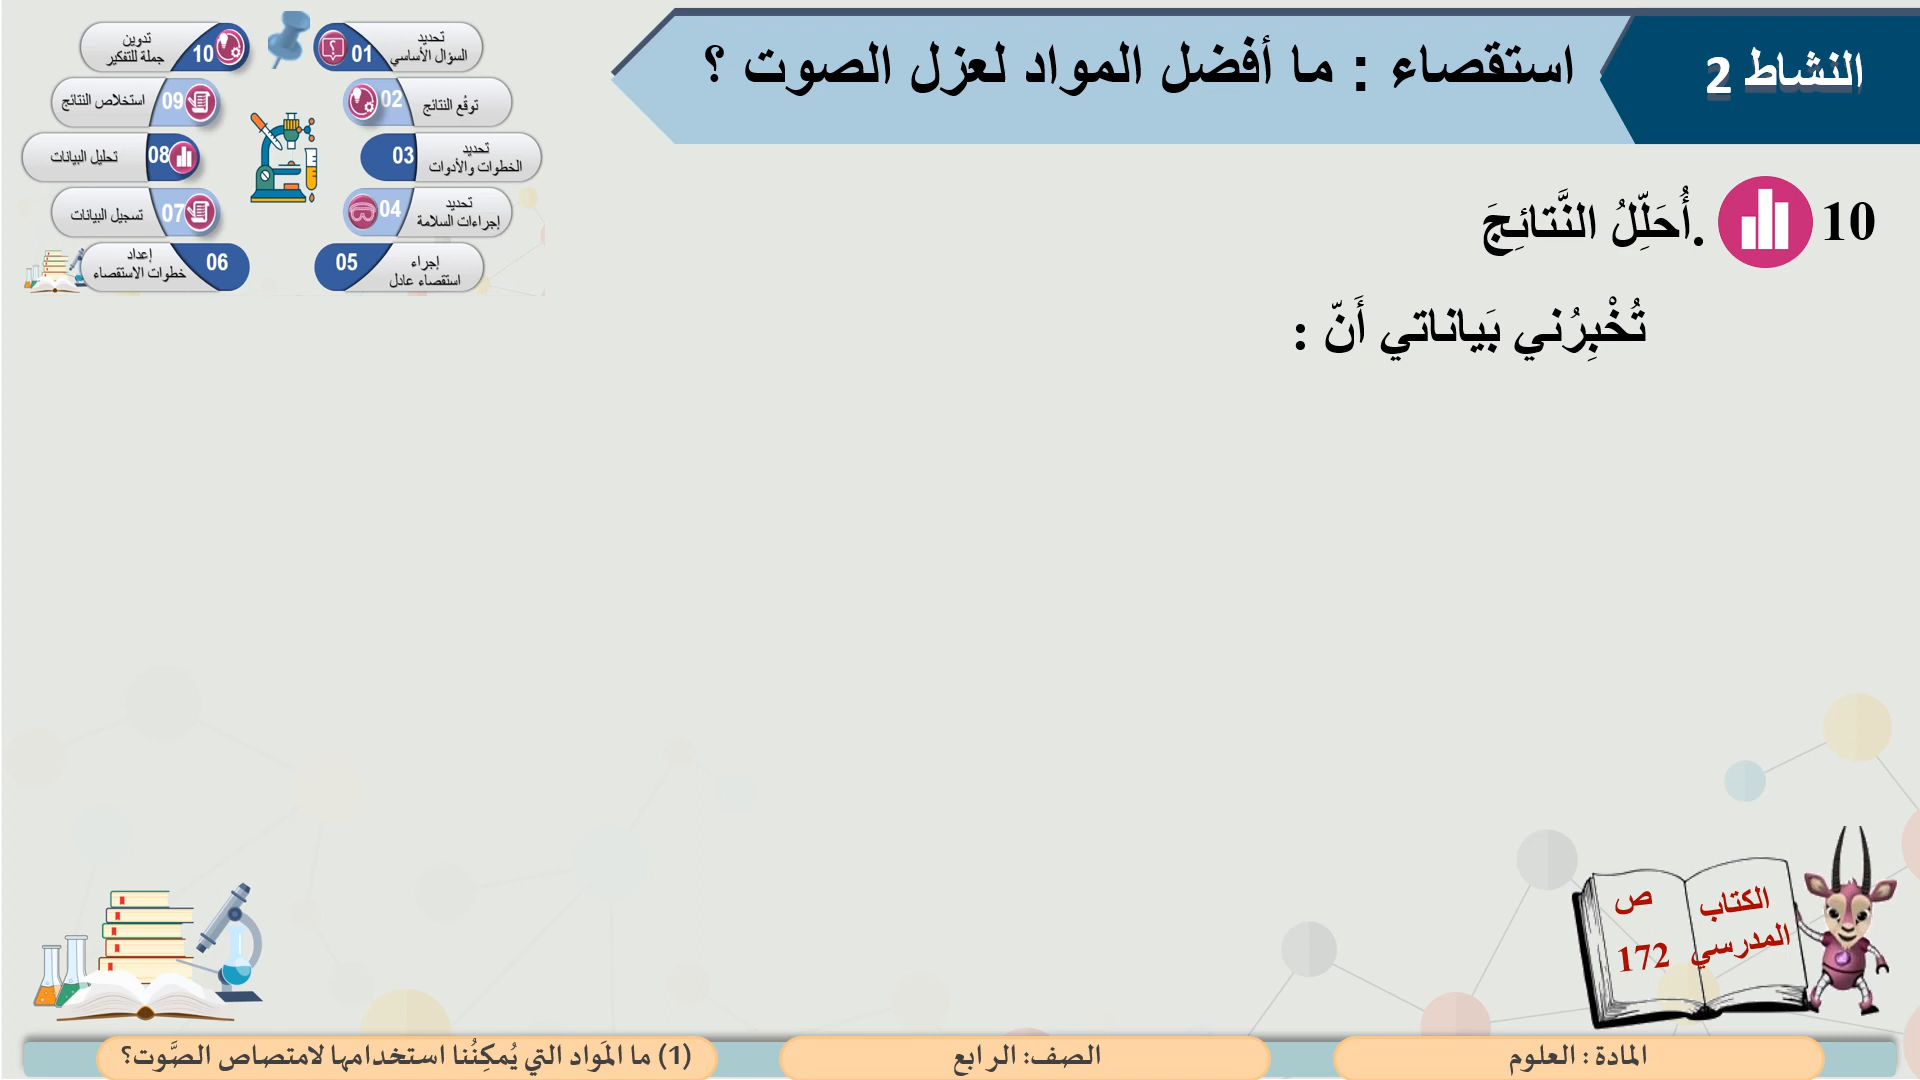 النشاط 2
استقصاء : ما أفضل المواد لعزل الصوت ؟
01
تحديد
السؤال الأساسي
02
توقُع النتائج
03
تحديد
الخطوات والأدوات
04
تحديد
إجراءات السلامة
05
إجراء
استقصاء عادل
06
إعداد
خطوات الاستقصاء
07
تسجيل البيانات
08
تحليل البيانات
09
استخلاص النتائج
10
تدوين
جملة للتفكير
10 .أُحَلِّلُ النَّتائِجَ
تُخْبِرُني بَياناتي أَنّ :
الكتاب
المدرسي
ص
172
المادة : العلوم
الصف: الرابع
(1) ما المَواد التي يُمكِنُنا استخدامها لامتصاص الصَّوت؟